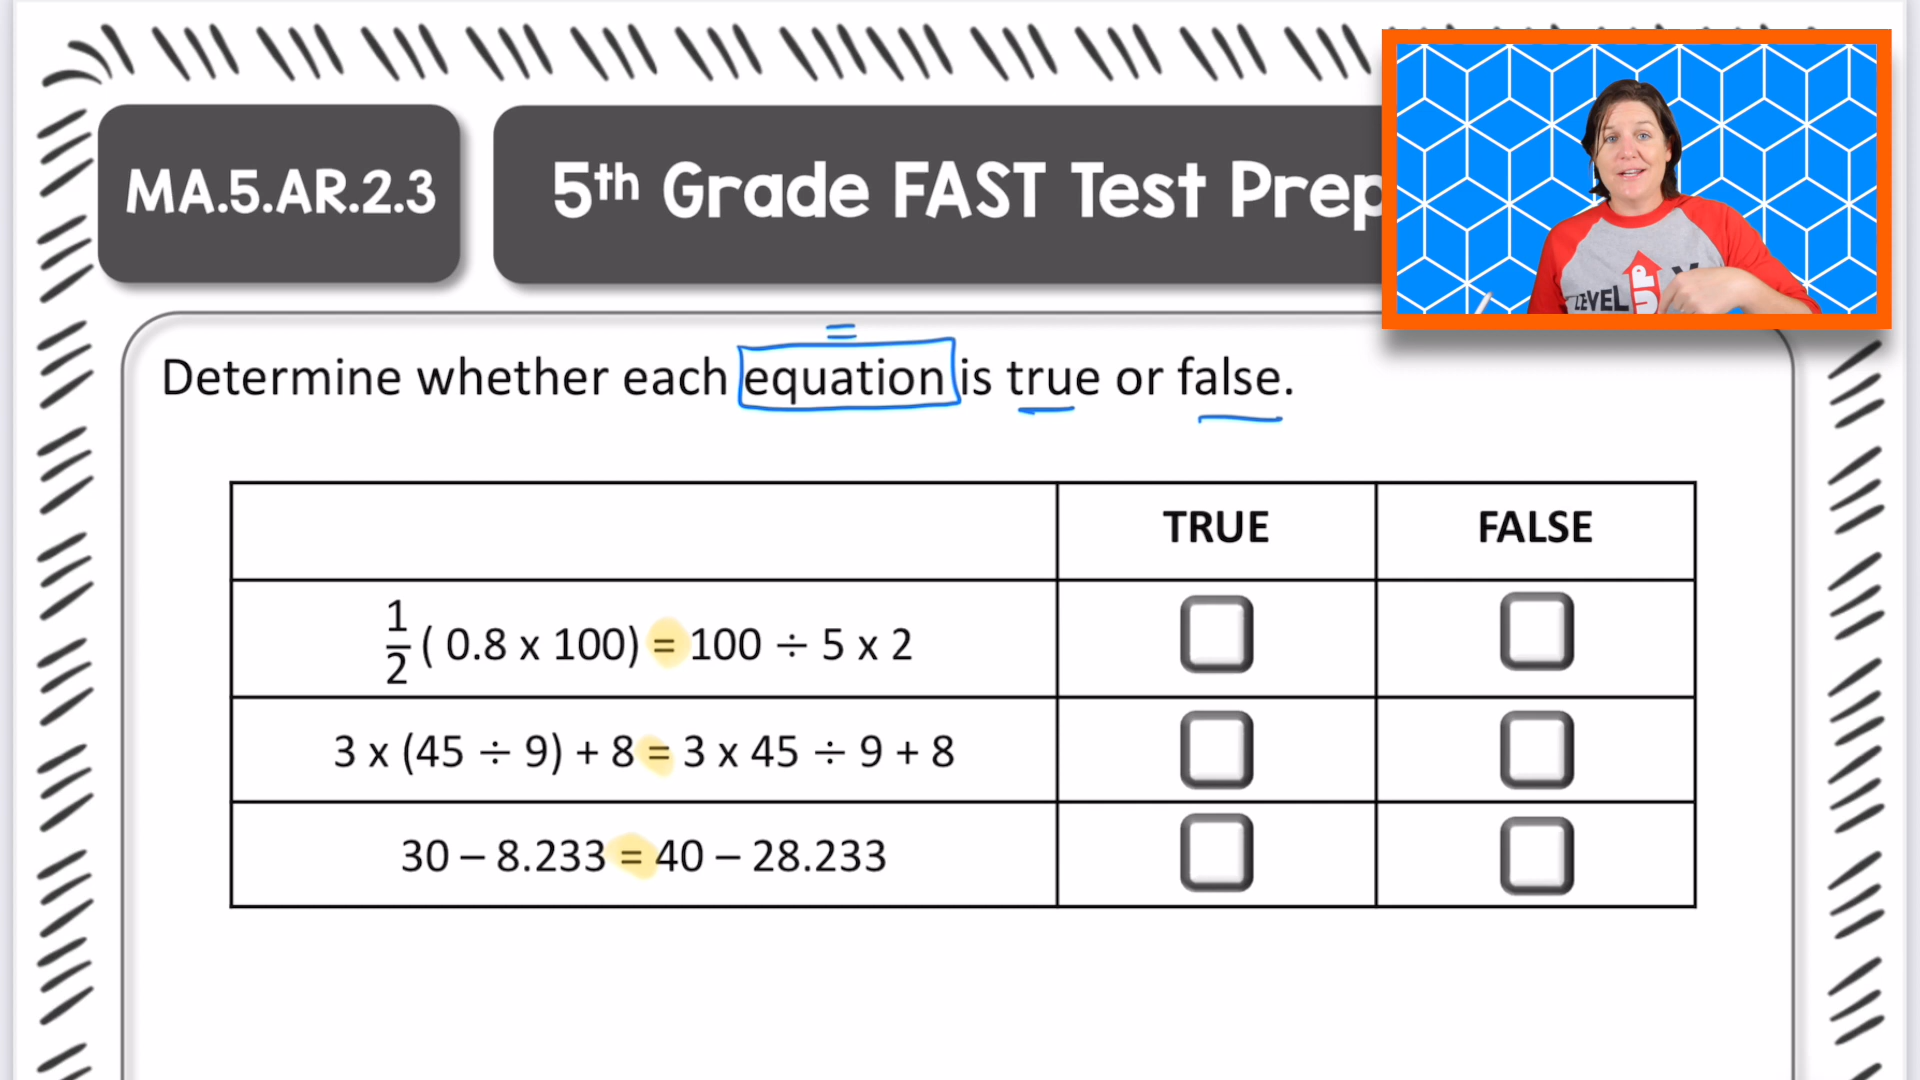 MA.5.AR.2.3
5th Grade FAST Test Prep
LEVEL UP
=
Determine whether each equation is true or false.
TRUE FALSE
1/2 ( 0.8 x 100) = 100 ÷ 5 x 2
3 x (45 ÷ 9) + 8 = 3 x 45 ÷ 9 + 8
30 – 8.233 = 40 – 28.233